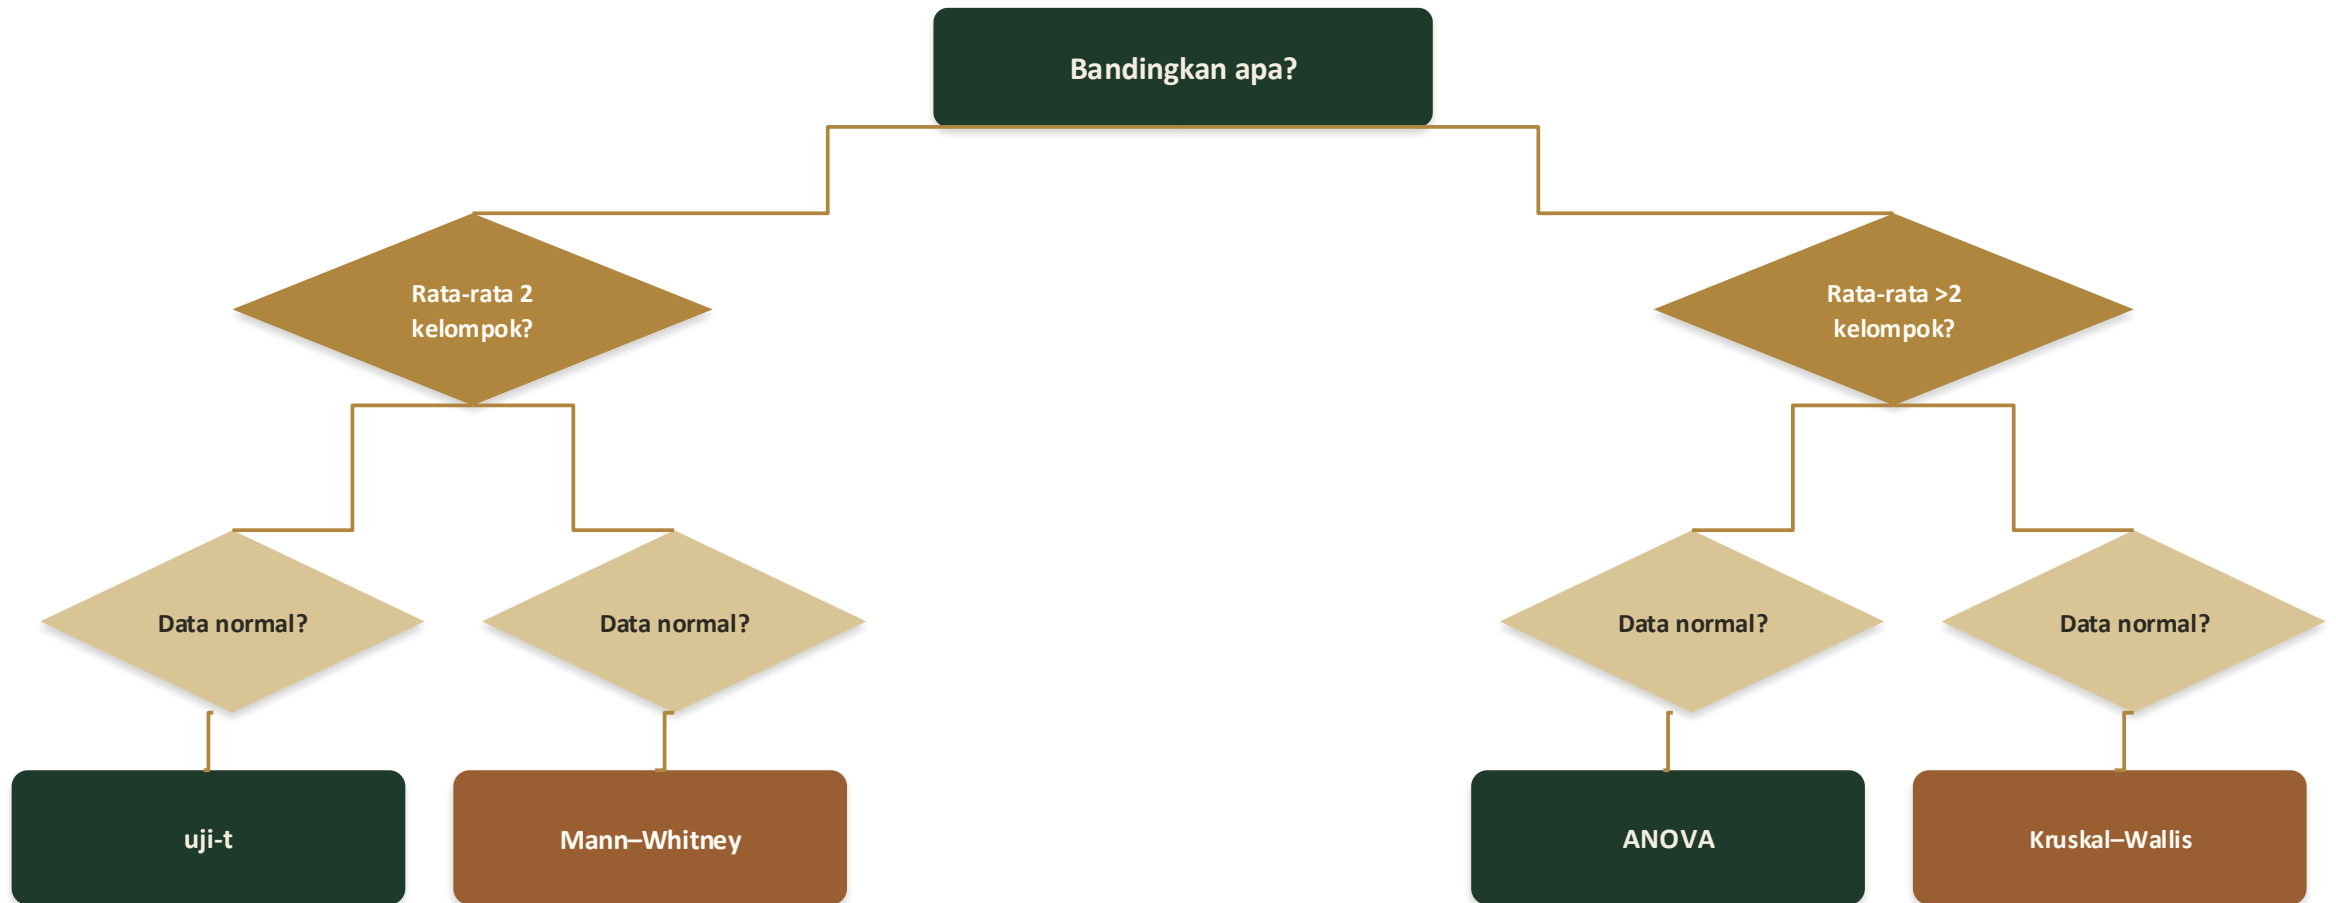 Bandingkan apa?
Rata-rata 2
kelompok?
Rata-rata >2
kelompok?
Data normal?
Data normal?
Data normal?
Data normal?
uji-t
Mann–Whitney
ANOVA
Kruskal–Wallis